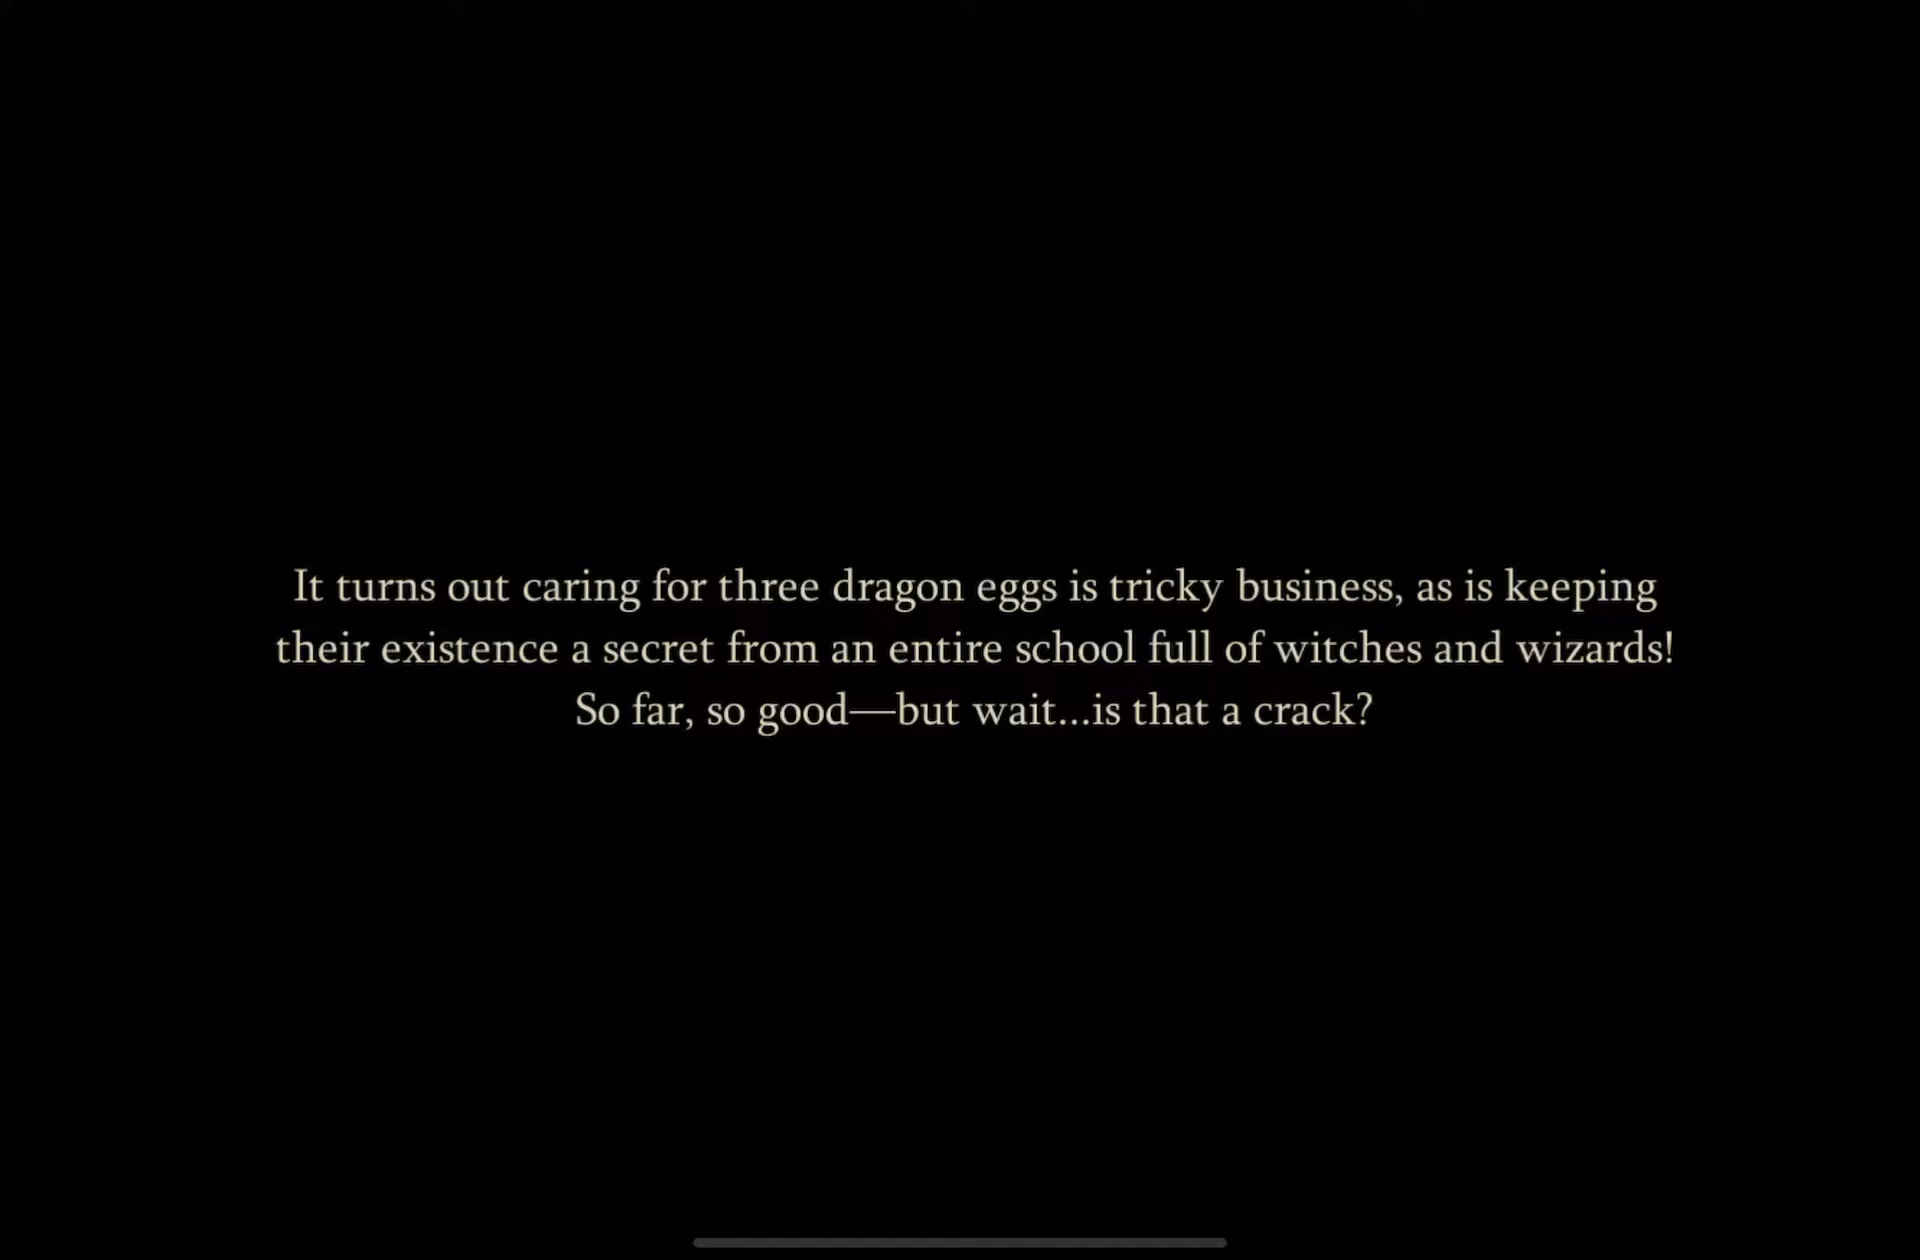 It turns out caring for three dragon eggs is tricky business, as is keeping
their existence a secret from an entire school full of witches and wizards!
So far, so good—but wait...is that a crack?